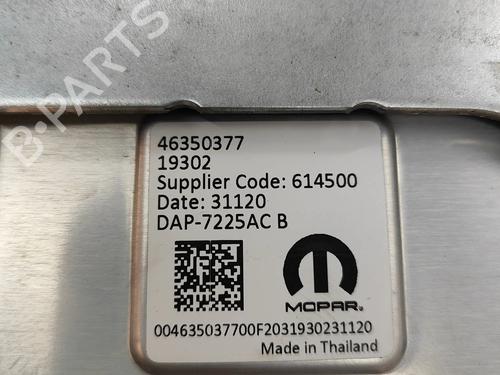 B-PARTS
46350377
19302
Supplier Code: 614500
Date: 31120
DAP-7225AC B
MOPAR®
004635037700F2031930231120
Made in Thailand